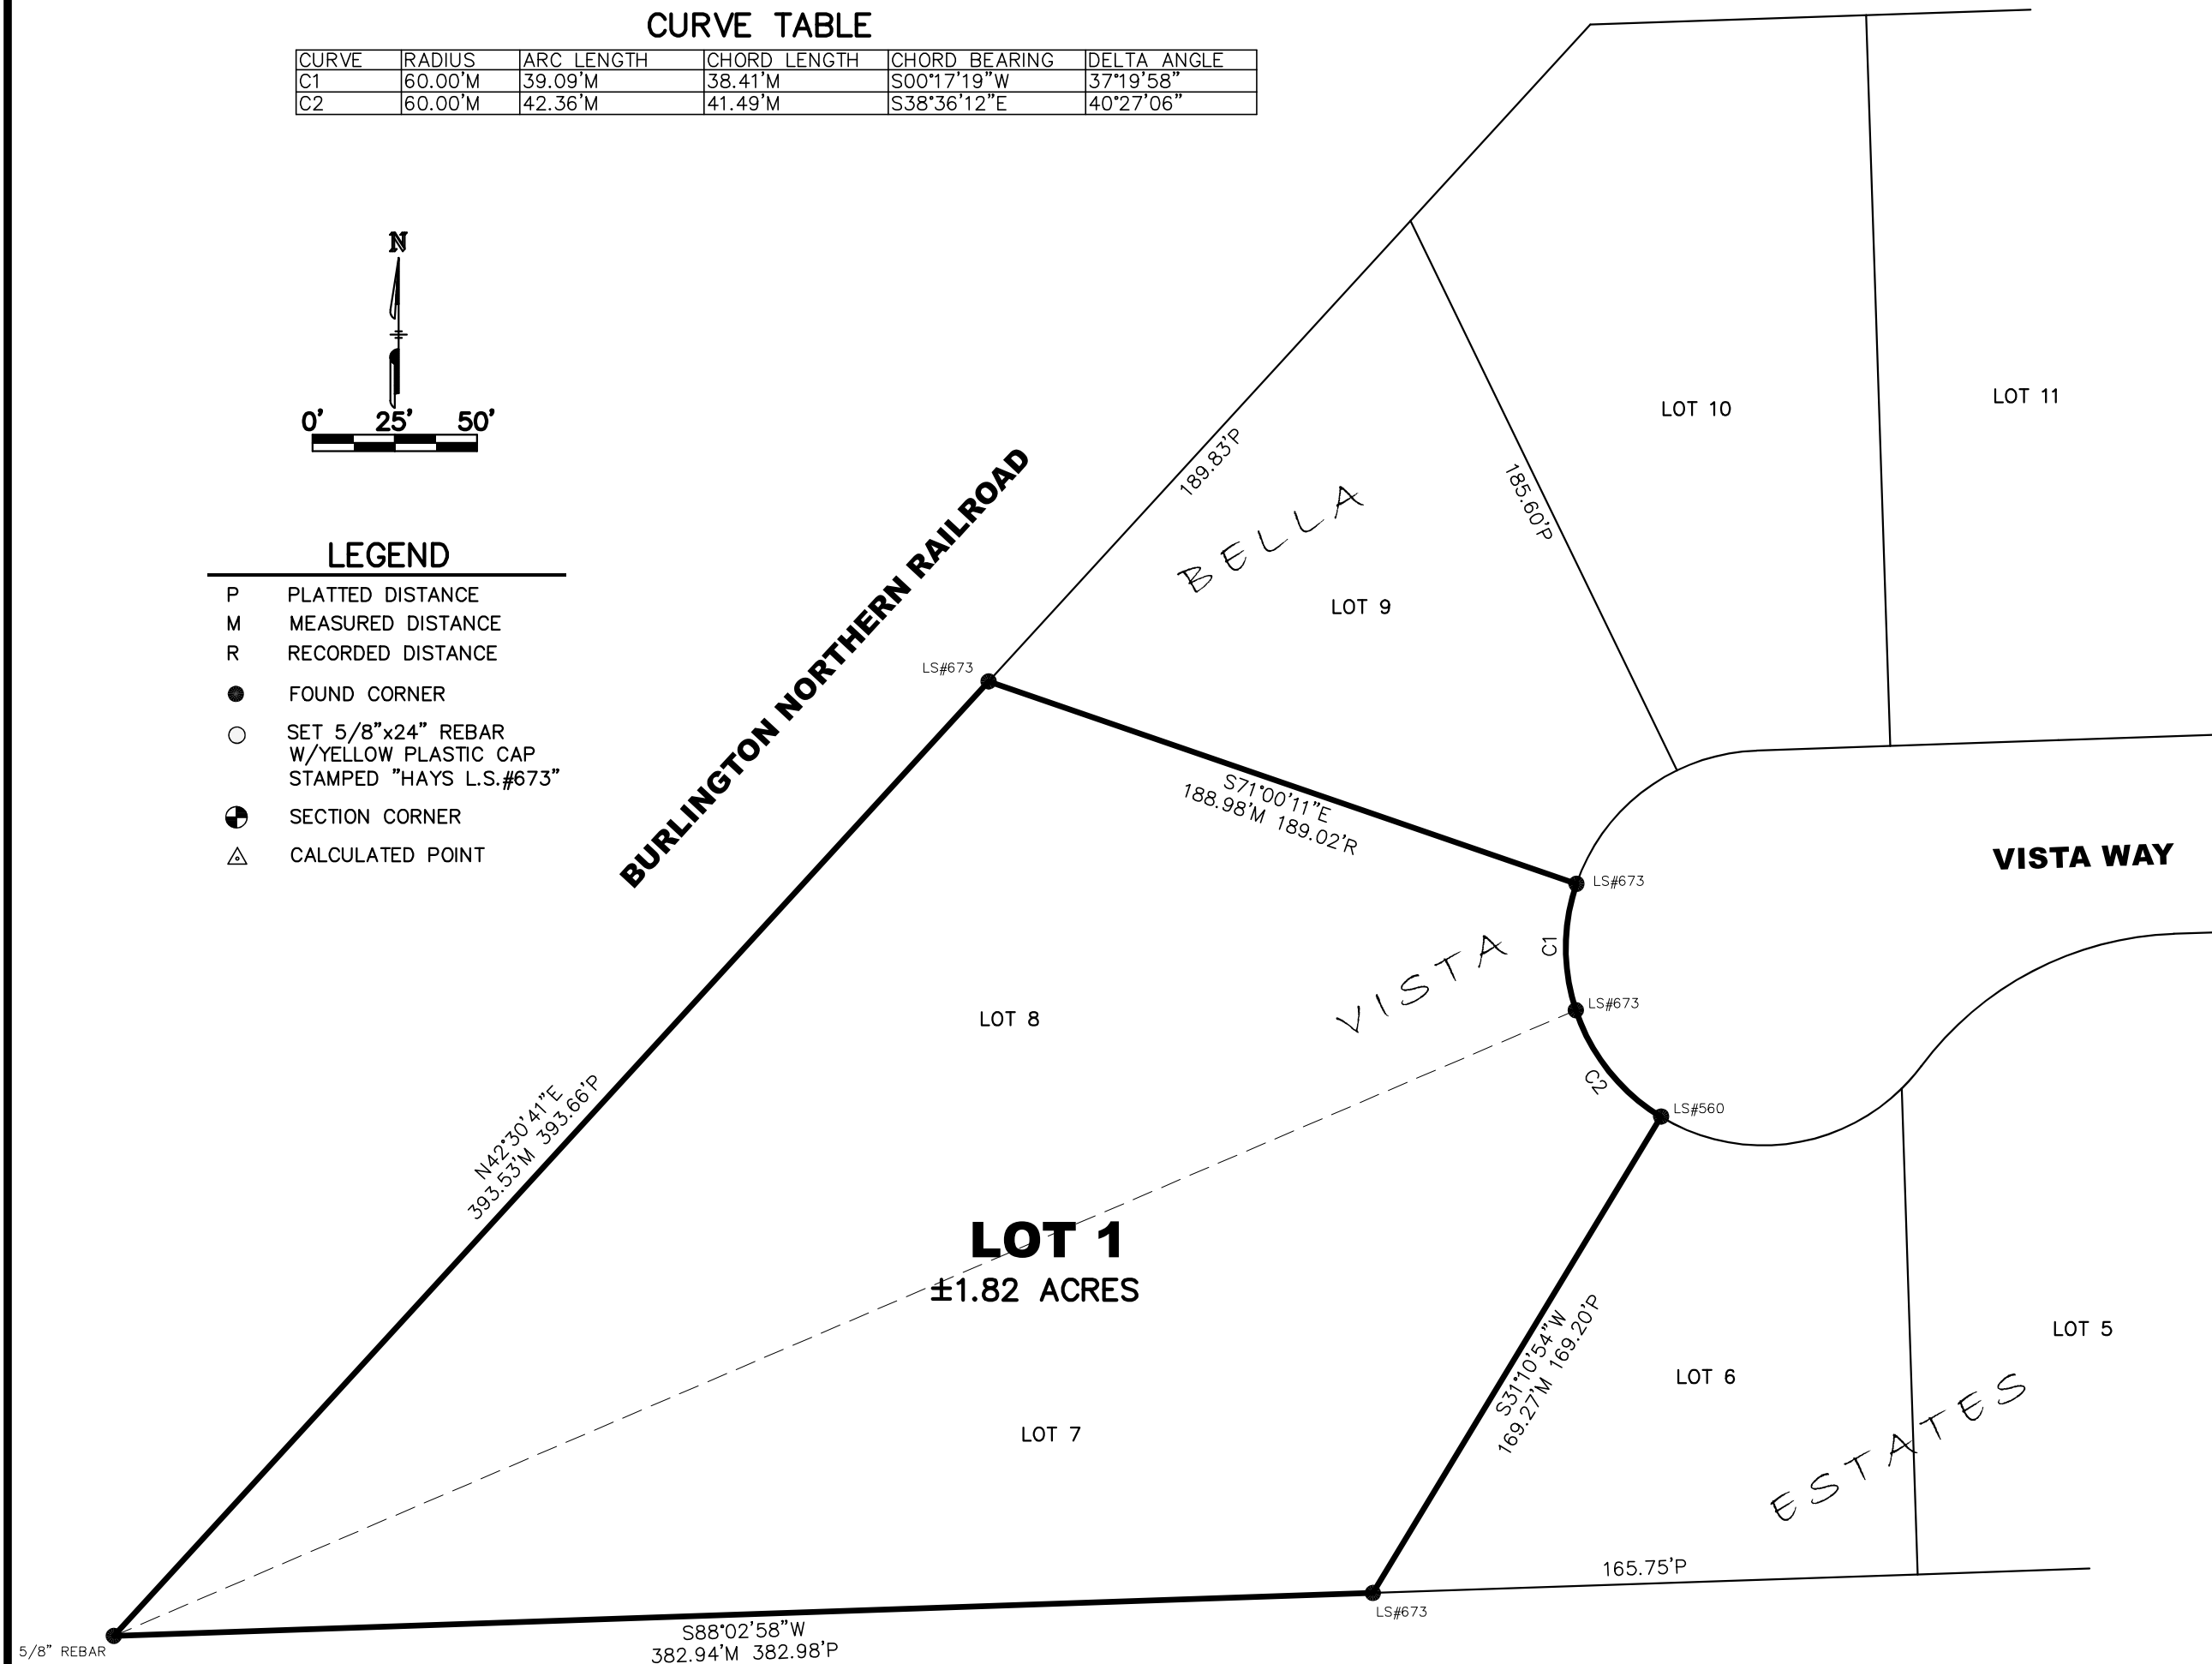 CURVE TABLE
CURVE RADIUS ARC LENGTH CHORD LENGTH CHORD BEARING DELTA ANGLE
C1 60.00'M 39.09'M 38.41'M S00°17'19"W 37°19'58"
C2 60.00'M 42.36'M 41.49'M S38°36'12"E 40°27'06"
N
0' 25' 50'
LEGEND
P PLATTED DISTANCE
M MEASURED DISTANCE
R RECORDED DISTANCE
FOUND CORNER
SET 5/8"x24" REBAR
W/YELLOW PLASTIC CAP
STAMPED "HAYS L.S.#673"
SECTION CORNER
CALCULATED POINT
BURLINGTON NORTHERN RAILROAD
189.83'P
BELLA
185.60'P
LOT 10
LOT 11
LOT 9
LS#673
S71°00'11"E
188.98'M 189.02'R
LS#673
VISTA WAY
C1
VISTA
LS#673
LOT 8
C2
LS#560
N42°30'41"E
393.53'M 393.66'P
LOT 1
±1.82 ACRES
S31°10'54"W
169.27'M 169.20'P
LOT 5
LOT 6
LOT 7
ESTATES
165.75'P
LS#673
S88°02'58"W
382.94'M 382.98'P
5/8" REBAR